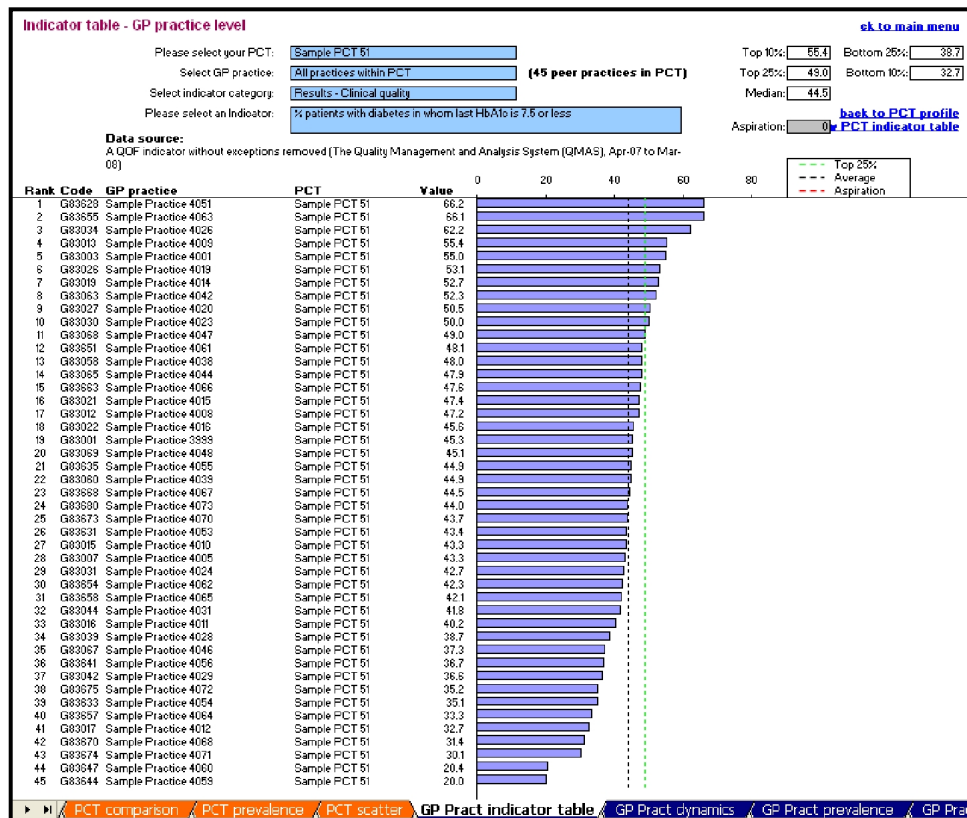 Indicator table - GP practice level
ck to main menu
Please select your PCT: Sample PCT 51
Top 10%: 55.4 Bottom 25%: 38.7
Select GP practice: All practices within PCT (45 peer practices in PCT)
Top 25%: 49.0 Bottom 10%: 32.7
Select indicator category: Results - Clinical quality
Median: 44.5
Please select an Indicator: % patients with diabetes in whom last HbA1c is 7.5 or less
back to PCT profile
Aspiration: 0 PCT indicator table
Data source:
A QOF indicator without exceptions removed (The Quality Management and Analysis System (QMAS), Apr-07 to Mar-
08)
Top 25%
Average
Aspiration
Rank Code GP practice PCT Value 0 20 40 60 80
1 G83628 Sample Practice 4051 Sample PCT 51 66.2
2 G83655 Sample Practice 4063 Sample PCT 51 66.1
3 G83034 Sample Practice 4026 Sample PCT 51 62.2
4 G83013 Sample Practice 4009 Sample PCT 51 55.4
5 G83003 Sample Practice 4001 Sample PCT 51 55.0
6 G83026 Sample Practice 4019 Sample PCT 51 53.1
7 G83019 Sample Practice 4014 Sample PCT 51 52.7
8 G83063 Sample Practice 4042 Sample PCT 51 52.3
9 G83027 Sample Practice 4020 Sample PCT 51 50.5
10 G83030 Sample Practice 4023 Sample PCT 51 50.0
11 G83068 Sample Practice 4047 Sample PCT 51 49.0
12 G83651 Sample Practice 4061 Sample PCT 51 48.1
13 G83058 Sample Practice 4038 Sample PCT 51 48.0
14 G83065 Sample Practice 4044 Sample PCT 51 47.9
15 G83663 Sample Practice 4066 Sample PCT 51 47.6
16 G83021 Sample Practice 4015 Sample PCT 51 47.4
17 G83012 Sample Practice 4008 Sample PCT 51 47.2
18 G83022 Sample Practice 4016 Sample PCT 51 45.6
19 G83001 Sample Practice 3999 Sample PCT 51 45.3
20 G83069 Sample Practice 4048 Sample PCT 51 45.1
21 G83635 Sample Practice 4055 Sample PCT 51 44.9
22 G83060 Sample Practice 4039 Sample PCT 51 44.9
23 G83668 Sample Practice 4067 Sample PCT 51 44.5
24 G83680 Sample Practice 4073 Sample PCT 51 44.0
25 G83673 Sample Practice 4070 Sample PCT 51 43.7
26 G83631 Sample Practice 4053 Sample PCT 51 43.4
27 G83015 Sample Practice 4010 Sample PCT 51 43.3
28 G83007 Sample Practice 4005 Sample PCT 51 43.3
29 G83031 Sample Practice 4024 Sample PCT 51 42.7
30 G83654 Sample Practice 4062 Sample PCT 51 42.3
31 G83658 Sample Practice 4065 Sample PCT 51 42.1
32 G83044 Sample Practice 4031 Sample PCT 51 41.8
33 G83016 Sample Practice 4011 Sample PCT 51 40.2
34 G83039 Sample Practice 4028 Sample PCT 51 38.7
35 G83067 Sample Practice 4046 Sample PCT 51 37.3
36 G83641 Sample Practice 4056 Sample PCT 51 36.7
37 G83042 Sample Practice 4029 Sample PCT 51 36.6
38 G83675 Sample Practice 4072 Sample PCT 51 35.2
39 G83633 Sample Practice 4054 Sample PCT 51 35.1
40 G83657 Sample Practice 4064 Sample PCT 51 33.3
41 G83017 Sample Practice 4012 Sample PCT 51 32.7
42 G83670 Sample Practice 4068 Sample PCT 51 31.4
43 G83674 Sample Practice 4071 Sample PCT 51 30.1
44 G83647 Sample Practice 4060 Sample PCT 51 20.4
45 G83644 Sample Practice 4059 Sample PCT 51 20.0
PCT comparison PCT prevalence PCT scatter GP Pract indicator table GP Pract dynamics GP Pract prevalence GP Pra